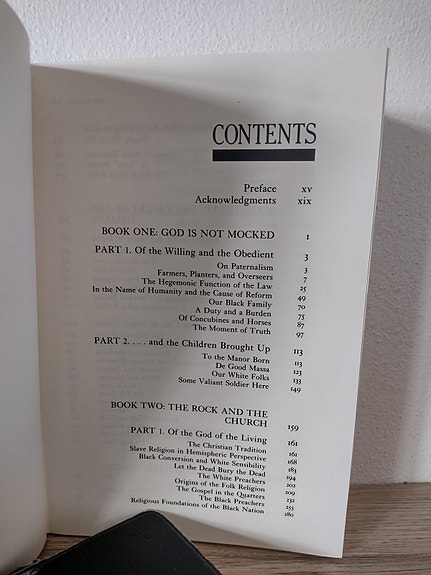 CONTENTS
Preface xv
Acknowledgments xix
BOOK ONE: GOD IS NOT MOCKED 1
PART 1. Of the Willing and the Obedient 3
On Paternalism 3
Farmers, Planters, and Overseers 7
The Hegemonic Function of the Law 25
In the Name of Humanity and the Cause of Reform 49
Our Black Family 70
A Duty and a Burden 75
Of Concubines and Horses 87
The Moment of Truth 97
PART 2. . . . and the Children Brought Up 113
To the Manor Born 113
De Good Massa 123
Our White Folks 133
Some Valiant Soldier Here 149
BOOK TWO: THE ROCK AND THE
CHURCH 159
PART 1. Of the God of the Living 161
The Christian Tradition 161
Slave Religion in Hemispheric Perspective 168
Black Conversion and White Sensibility 183
Let the Dead Bury the Dead 194
The White Preachers 202
Origins of the Folk Religion 209
The Gospel in the Quarters 232
The Black Preachers 255
Religious Foundations of the Black Nation 280